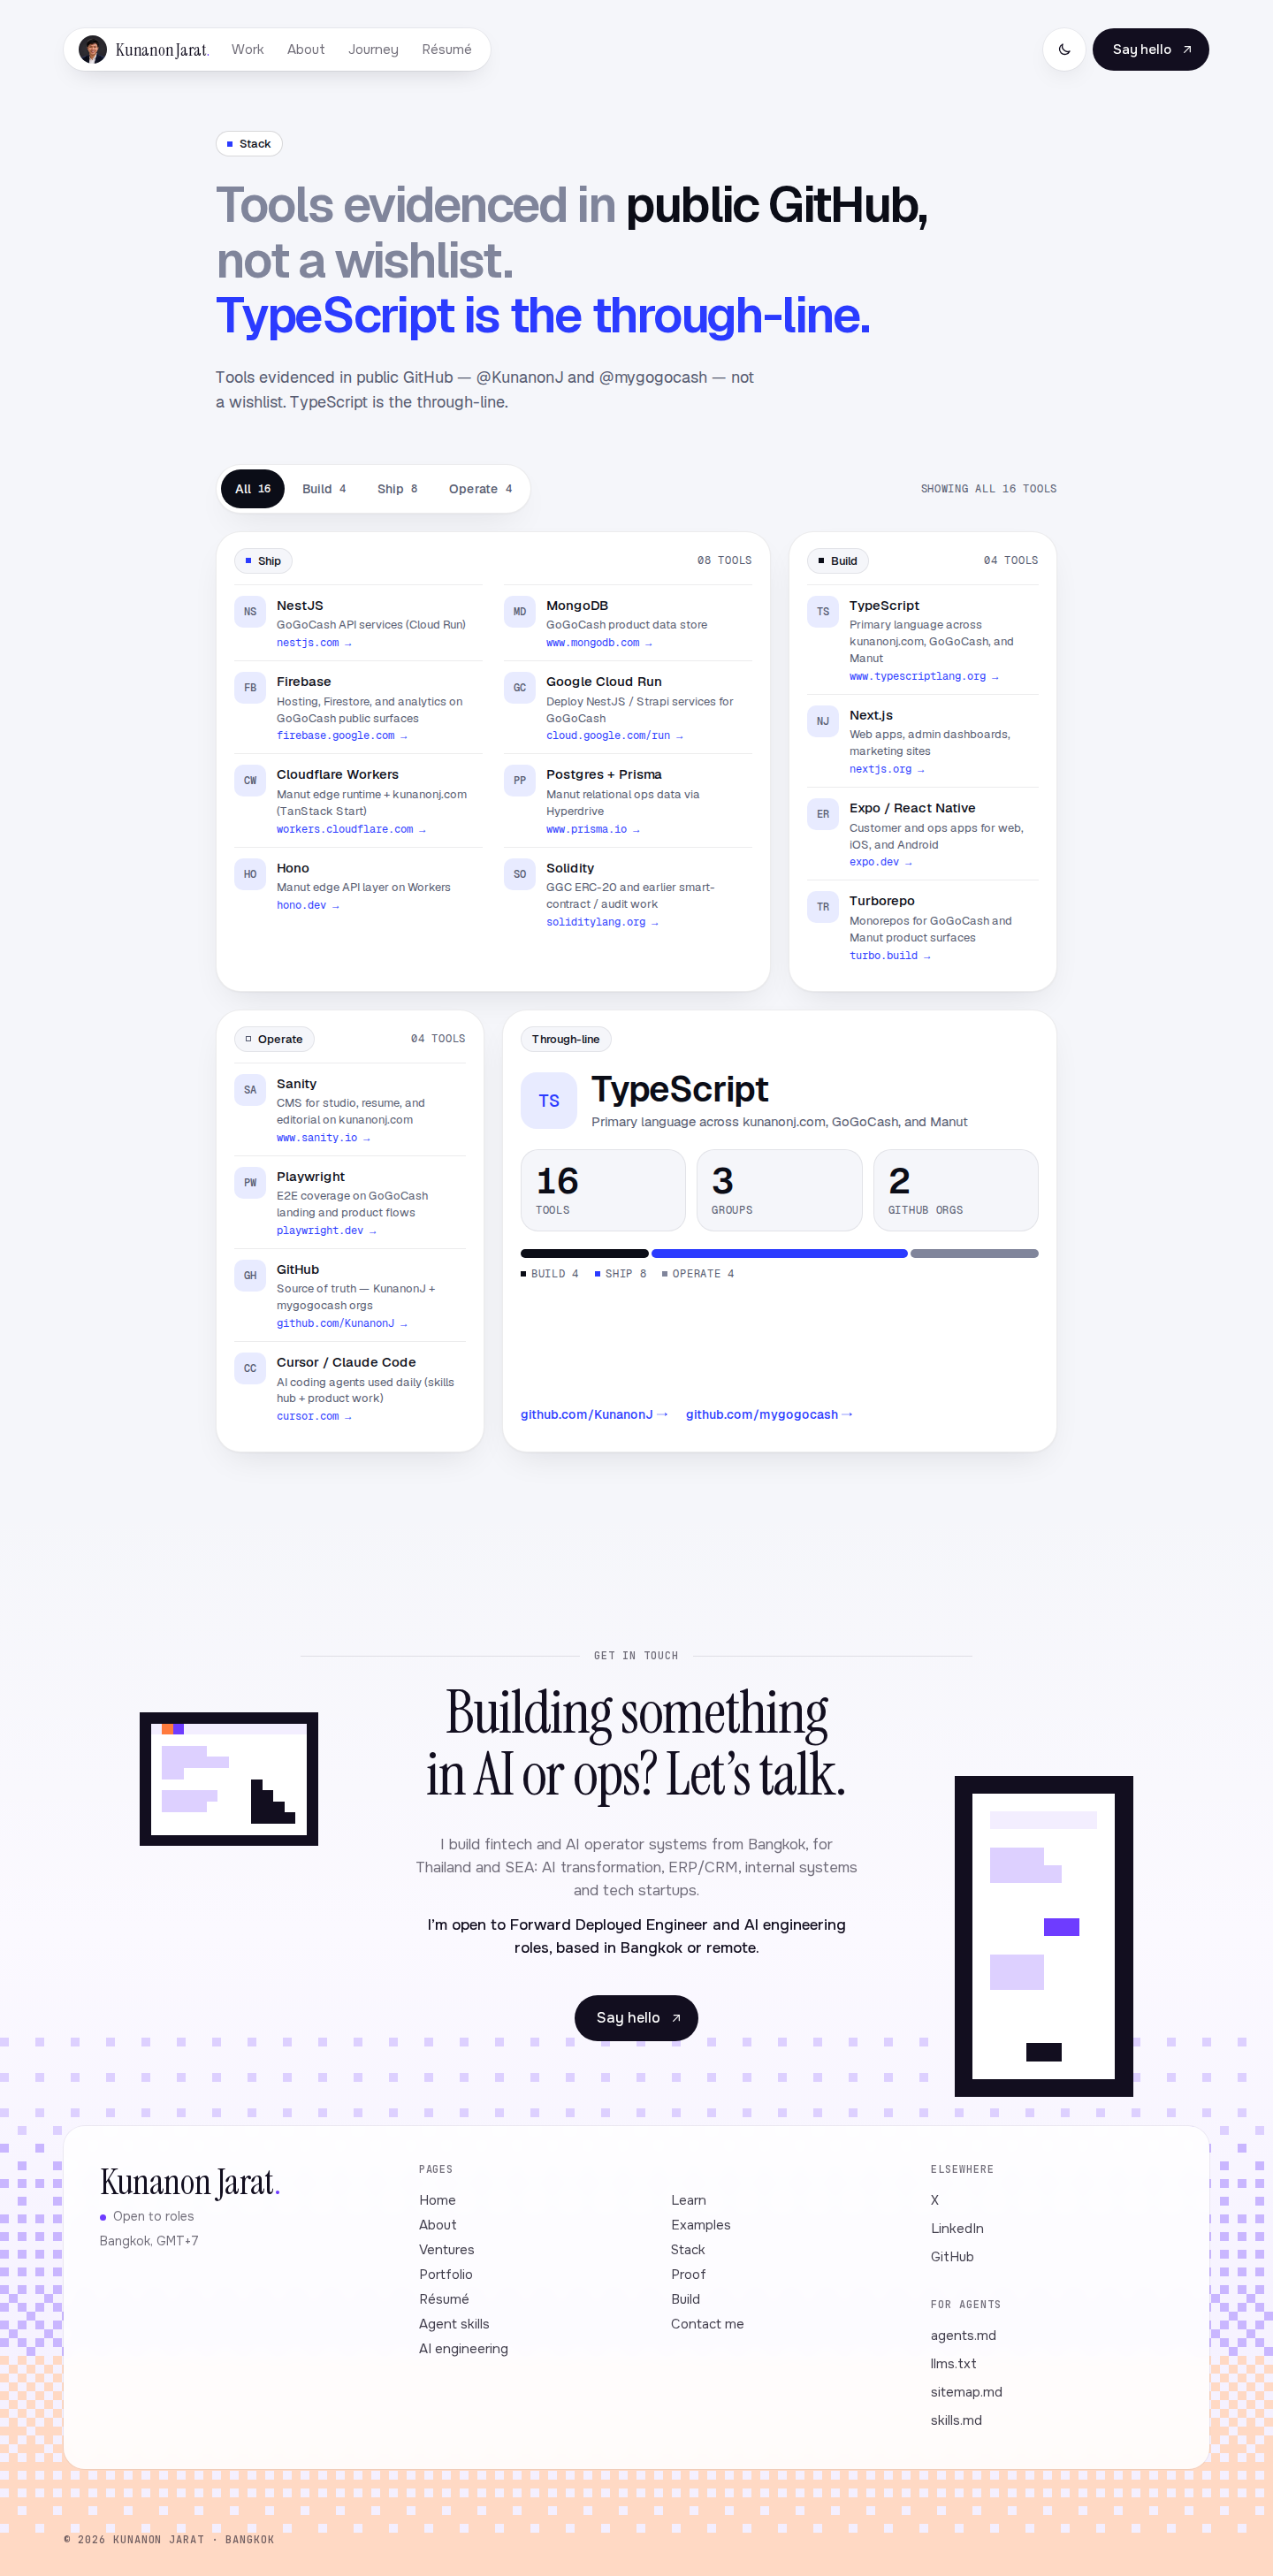 Kunanon Jarat.
Work
About
Journey
Résumé
Say hello
Stack
Tools evidenced in public GitHub,
not a wishlist.
TypeScript is the through-line.
Tools evidenced in public GitHub — @KunanonJ and @mygogocash — not
a wishlist. TypeScript is the through-line.
All 16
Build 4
Ship 8
Operate 4
SHOWING ALL 16 TOOLS
Ship
08 TOOLS
NS
NestJS
GoGoCash API services (Cloud Run)
nestjs.com →
FB
Firebase
Hosting, Firestore, and analytics on
GoGoCash public surfaces
firebase.google.com →
CW
Cloudflare Workers
Manut edge runtime + kunanonj.com
(TanStack Start)
workers.cloudflare.com →
HO
Hono
Manut edge API layer on Workers
hono.dev →
MD
MongoDB
GoGoCash product data store
www.mongodb.com →
GC
Google Cloud Run
Deploy NestJS / Strapi services for
GoGoCash
cloud.google.com/run →
PP
Postgres + Prisma
Manut relational ops data via
Hyperdrive
www.prisma.io →
SO
Solidity
GGC ERC-20 and earlier smart-
contract / audit work
soliditylang.org →
Build
04 TOOLS
TS
TypeScript
Primary language across
kunanonj.com, GoGoCash, and
Manut
www.typescriptlang.org →
NJ
Next.js
Web apps, admin dashboards,
marketing sites
nextjs.org →
ER
Expo / React Native
Customer and ops apps for web,
iOS, and Android
expo.dev →
TR
Turborepo
Monorepos for GoGoCash and
Manut product surfaces
turbo.build →
Operate
04 TOOLS
SA
Sanity
CMS for studio, resume, and
editorial on kunanonj.com
www.sanity.io →
PW
Playwright
E2E coverage on GoGoCash
landing and product flows
playwright.dev →
GH
GitHub
Source of truth — KunanonJ +
mygogocash orgs
github.com/KunanonJ →
CC
Cursor / Claude Code
AI coding agents used daily (skills
hub + product work)
cursor.com →
Through-line
TS
TypeScript
Primary language across kunanonj.com, GoGoCash, and Manut
16
TOOLS
3
GROUPS
2
GITHUB ORGS
BUILD 4
SHIP 8
OPERATE 4
github.com/KunanonJ →
github.com/mygogocash →
GET IN TOUCH
Building something
in AI or ops? Let’s talk.
I build fintech and AI operator systems from Bangkok, for
Thailand and SEA: AI transformation, ERP/CRM, internal systems
and tech startups.
I’m open to Forward Deployed Engineer and AI engineering
roles, based in Bangkok or remote.
Say hello
Kunanon Jarat.
Open to roles
Bangkok, GMT+7
PAGES
Home
About
Ventures
Portfolio
Résumé
Agent skills
AI engineering
Learn
Examples
Stack
Proof
Build
Contact me
ELSEWHERE
X
LinkedIn
GitHub
FOR AGENTS
agents.md
llms.txt
sitemap.md
skills.md
© 2026 KUNANON JARAT · BANGKOK